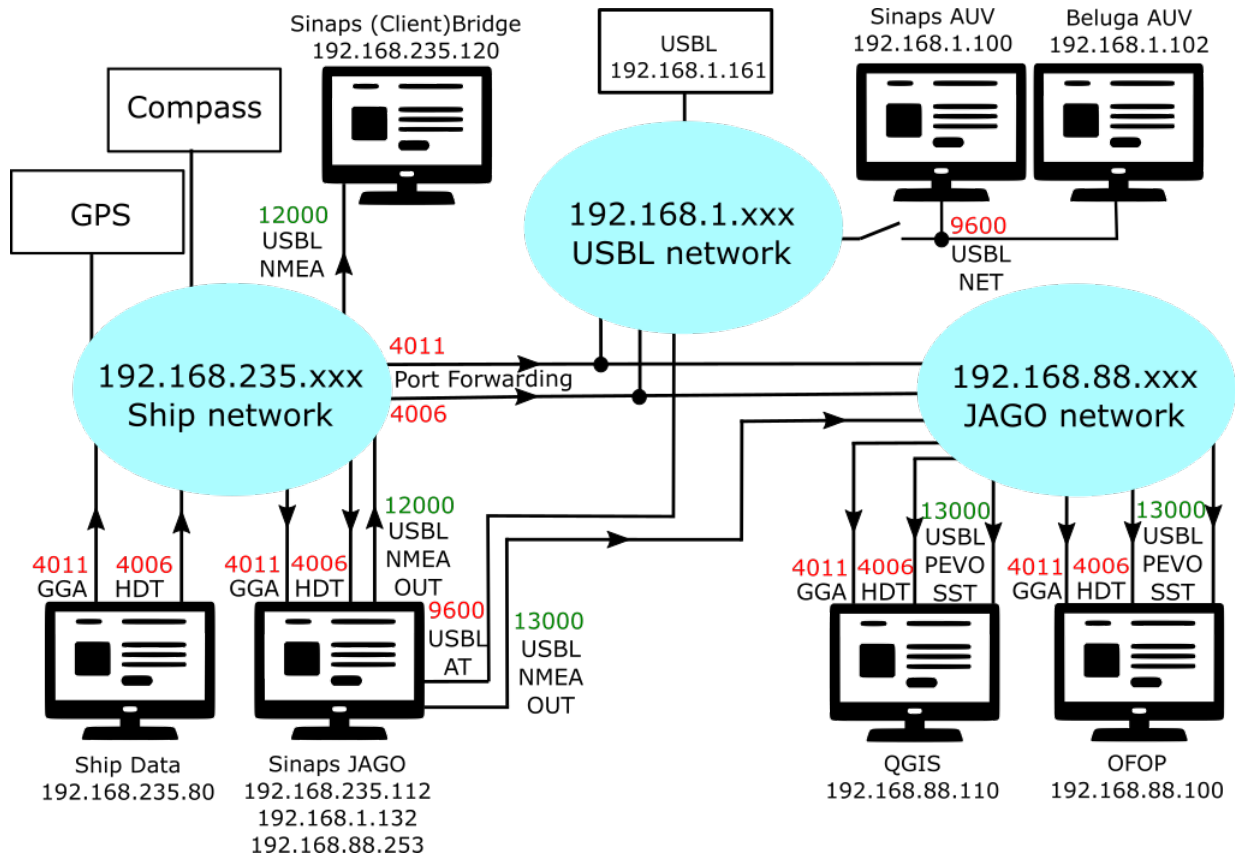 Sinaps (Client)Bridge
192.168.235.120
USBL
192.168.1.161
Sinaps AUV
192.168.1.100
Beluga AUV
192.168.1.102
Compass
GPS
12000
USBL
NMEA
192.168.1.xxx
USBL network
9600
USBL
NET
192.168.235.xxx
Ship network
4011
Port Forwarding
4006
192.168.88.xxx
JAGO network
4011
GGA
4006
HDT
4011
GGA
4006
HDT
12000
USBL
NMEA
OUT
9600
USBL
AT
13000
USBL
NMEA
OUT
4011
GGA
4006
HDT
13000
USBL
PEVO
SST
4011
GGA
4006
HDT
13000
USBL
PEVO
SST
Ship Data
192.168.235.80
Sinaps JAGO
192.168.235.112
192.168.1.132
192.168.88.253
QGIS
192.168.88.110
OFOP
192.168.88.100